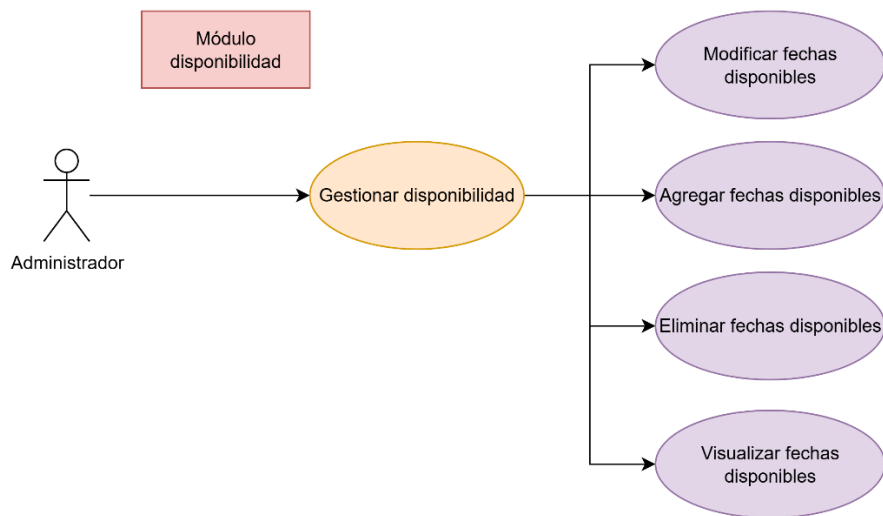 Módulo
disponibilidad
Administrador
Gestionar disponibilidad
Modificar fechas
disponibles
Agregar fechas disponibles
Eliminar fechas disponibles
Visualizar fechas
disponibles